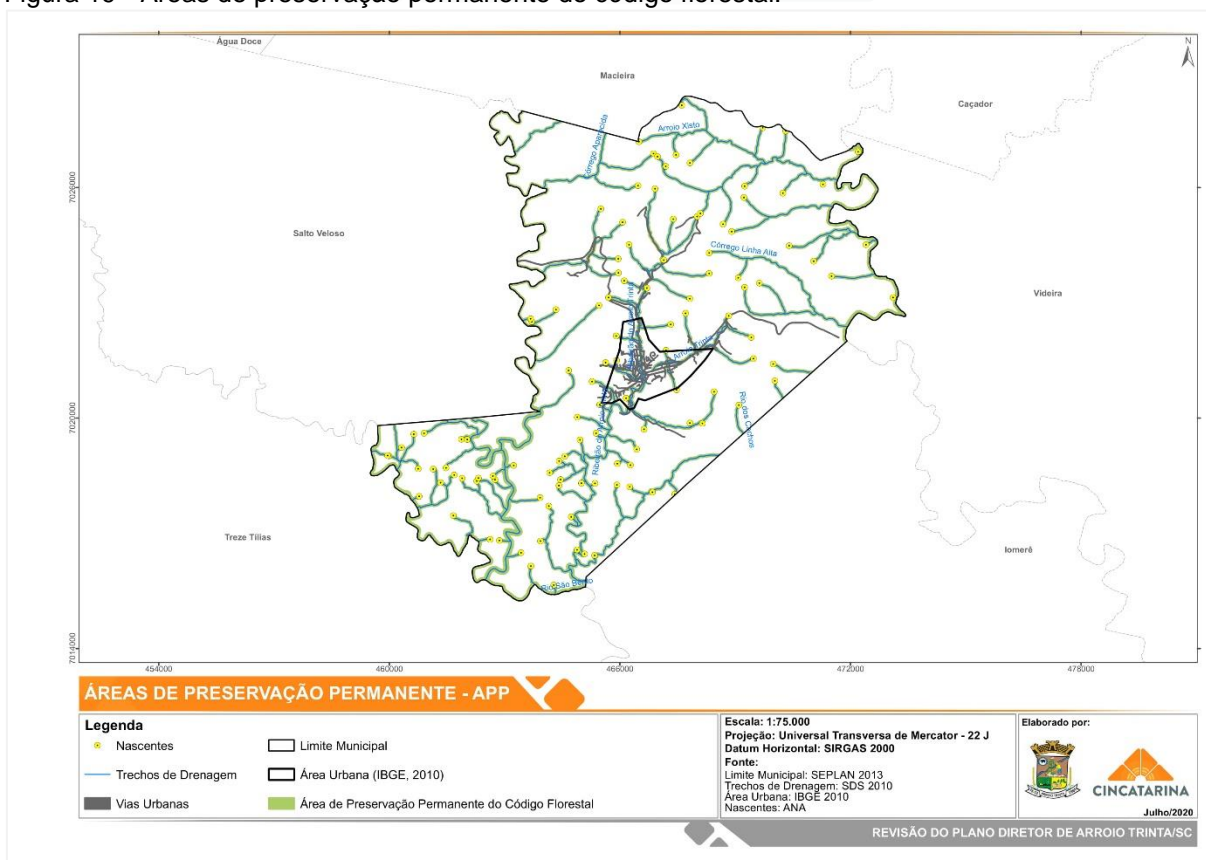 Figura 40 - Áreas de preservação permanente do código florestal.
Água Doce
N
Macieira
Caçador
Arroio Xisto
Córrego Aparecida
7026000
Salto Veloso
Córrego Linha Alta
Videira
Arroio Trinta
7020000
Rio dos Cochos
Treze Tílias
Iomerê
Rio São Bento
7014000
454000
460000
466000
472000
478000
ÁREAS DE PRESERVAÇÃO PERMANENTE - APP
Legenda
Nascentes
Limite Municipal
Trechos de Drenagem
Área Urbana (IBGE, 2010)
Vias Urbanas
Área de Preservação Permanente do Código Florestal
Escala: 1:75.000
Projeção: Universal Transversa de Mercator - 22 J
Datum Horizontal: SIRGAS 2000
Fonte:
Limite Municipal: SEPLAN 2013
Trechos de Drenagem: SDS 2010
Área Urbana: IBGE 2010
Nascentes: ANA
Elaborado por:
CINCATARINA
Julho/2020
REVISÃO DO PLANO DIRETOR DE ARROIO TRINTA/SC